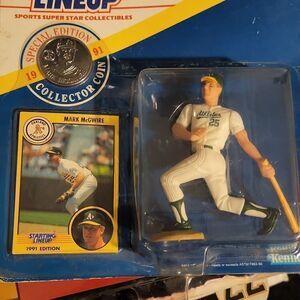 LINEUP
SPORTS SUPER STAR COLLECTIBLES
SPECIAL EDITION
19 91
COLLECTOR COIN
MARK McGWIRE
STARTING
LINEUP
1991 EDITION
Athletics
25
Kenner